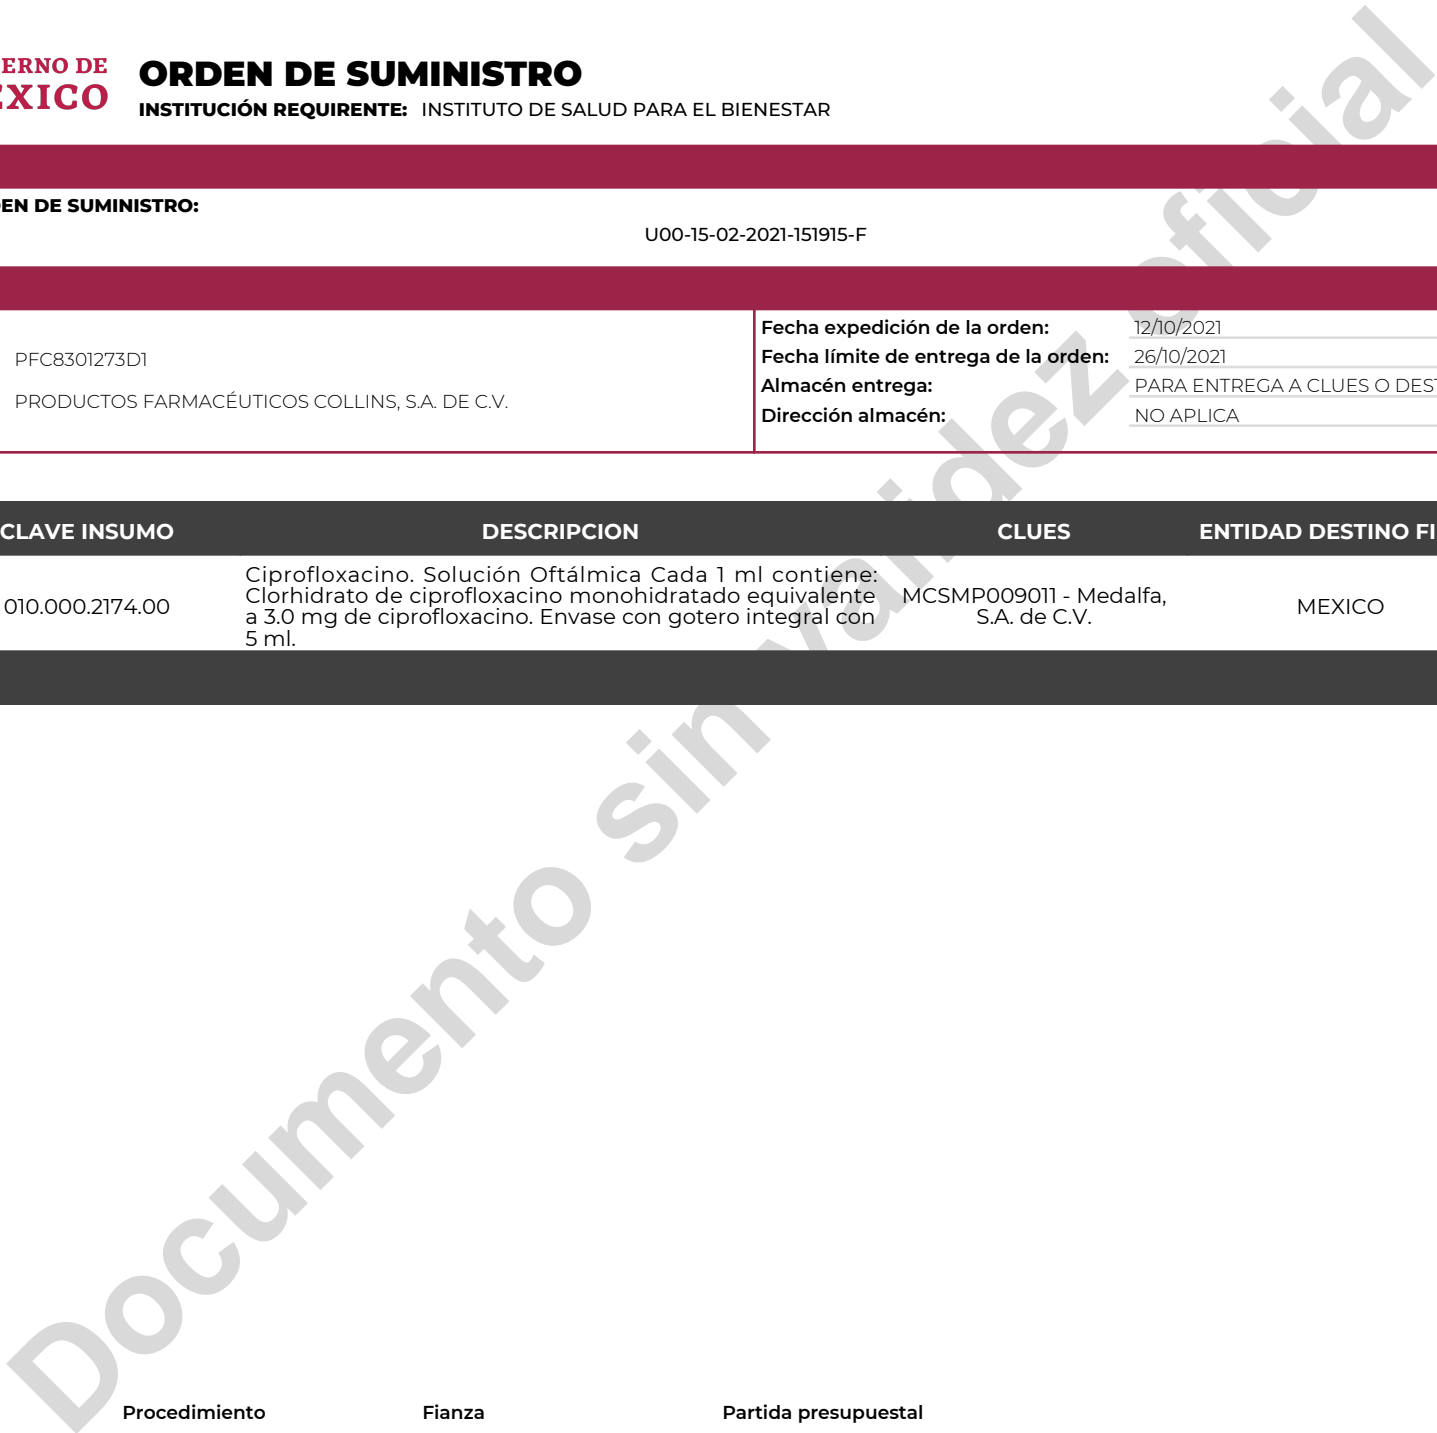 ERNO DE
EXICO
ORDEN DE SUMINISTRO
INSTITUCIÓN REQUIRENTE: INSTITUTO DE SALUD PARA EL BIENESTAR
EN DE SUMINISTRO:
U00-15-02-2021-151915-F
PFC8301273D1
PRODUCTOS FARMACÉUTICOS COLLINS, S.A. DE C.V.
Fecha expedición de la orden: 12/10/2021
Fecha límite de entrega de la orden: 26/10/2021
Almacén entrega: PARA ENTREGA A CLUES O DEST
Dirección almacén: NO APLICA
CLAVE INSUMO DESCRIPCION CLUES ENTIDAD DESTINO FI
010.000.2174.00
Ciprofloxacino. Solución Oftálmica Cada 1 ml contiene:
Clorhidrato de ciprofloxacino monohidratado equivalente
a 3.0 mg de ciprofloxacino. Envase con gotero integral con
5 ml.
MCSMP009011 - Medalfa,
S.A. de C.V.
MEXICO
Documento sin validez oficial
Procedimiento Fianza Partida presupuestal